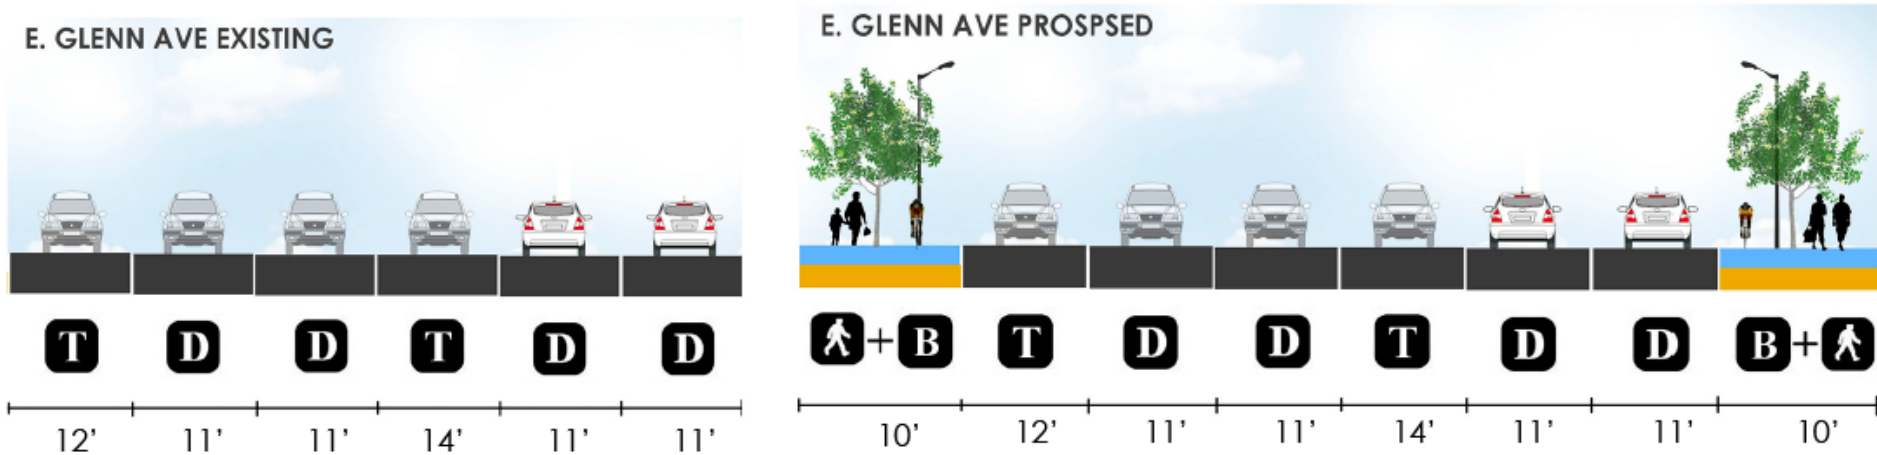 E. GLENN AVE EXISTING
T D D T D D
12' 11' 11' 14' 11' 11'
E. GLENN AVE PROSPSED
+ B T D D T D D B +
10' 12' 11' 11' 14' 11' 11' 10'